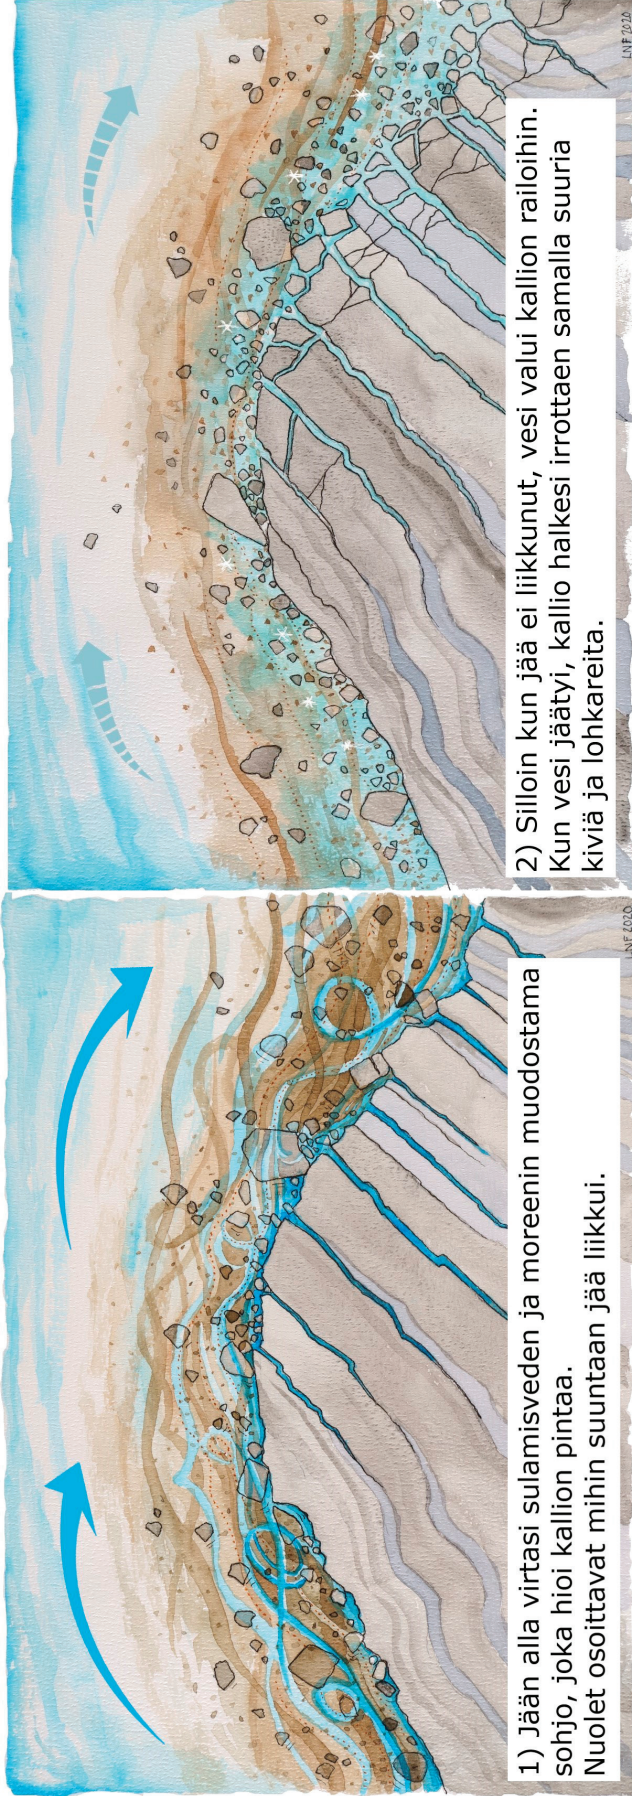 1) Jään alla virtasi sulamisveden ja moreenin muodostama
sohjo, joka hioi kallion pintaa.
Nuolet osoittavat mihin suuntaan jää liikkui.
LNF 2020
2) Silloin kun jää ei liikkunut, vesi valui kallion railoihin.
Kun vesi jäätyi, kallio halkesi irrottaen samalla suuria
kiviä ja lohkareita.
LNF 2020